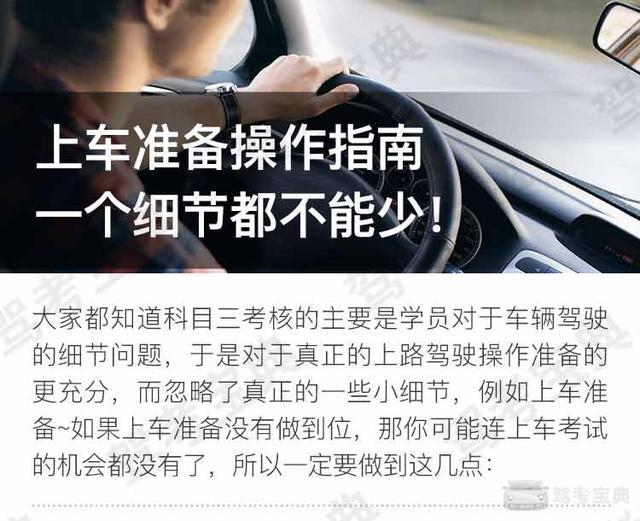 上车准备操作指南
一个细节都不能少！
大家都知道科目三考核的主要是学员对于车辆驾驶
的细节问题，于是对于真正的上路驾驶操作准备的
更充分，而忽略了真正的一些小细节，例如上车准
备~如果上车准备没有做到位，那你可能连上车考试
的机会都没有了，所以一定要做到这几点：
驾考宝典